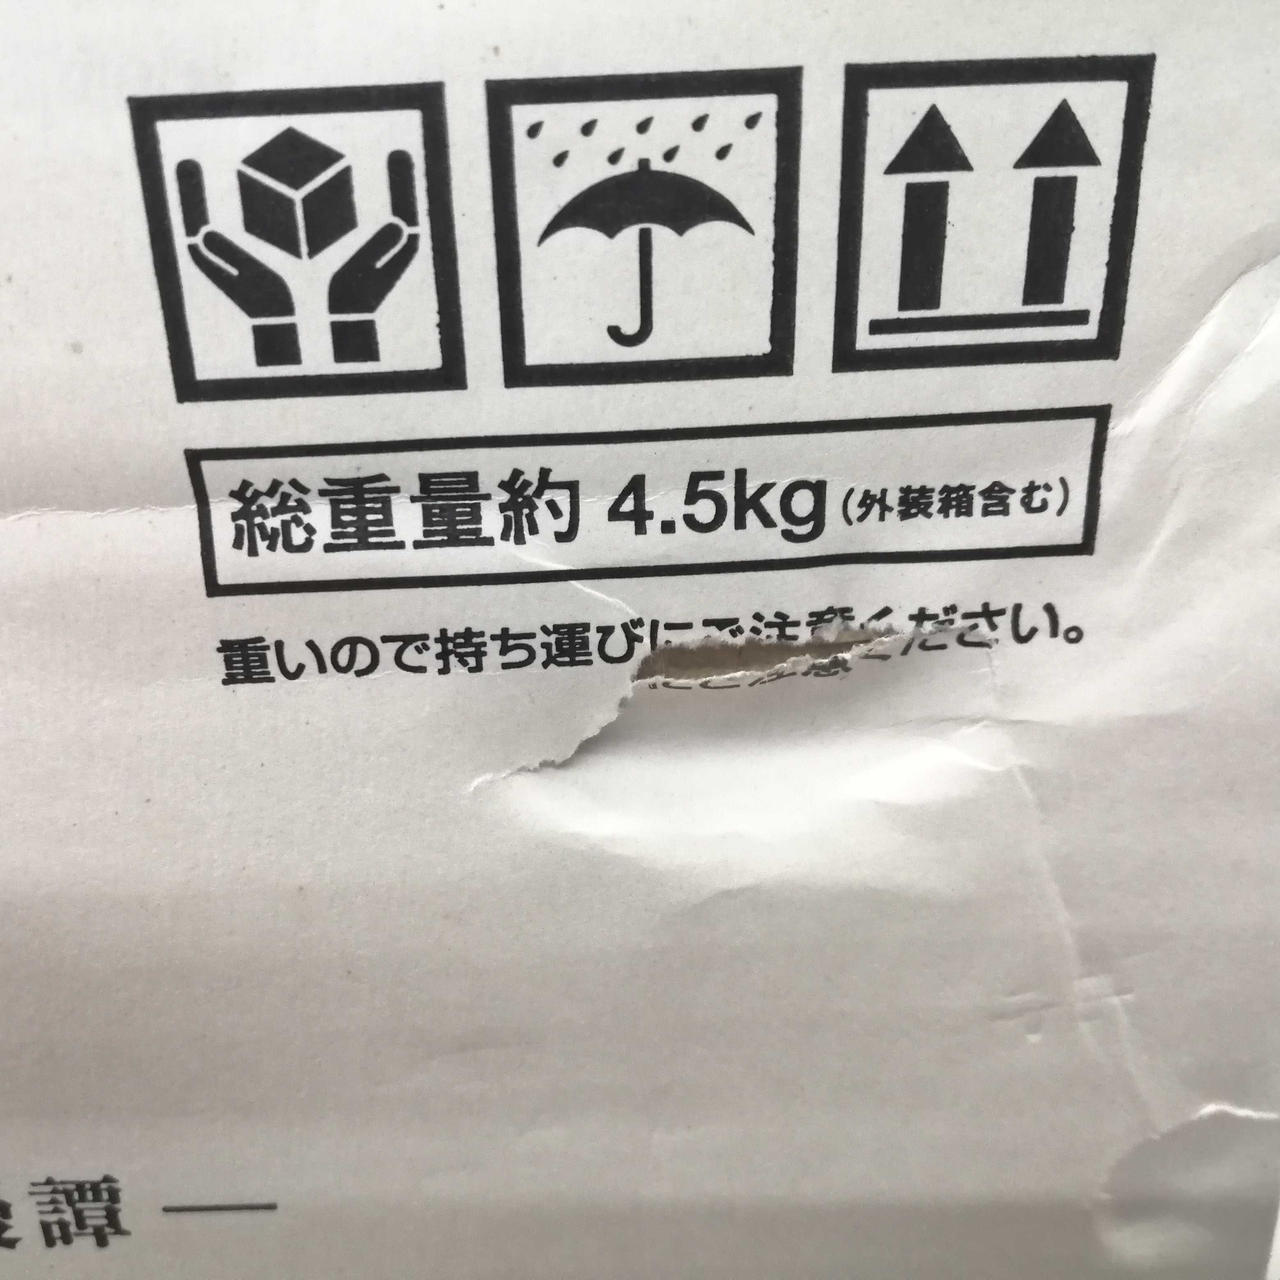 総重量約 4.5kg (外装箱含む)
重いので持ち運びにご注意ください。
譚 —